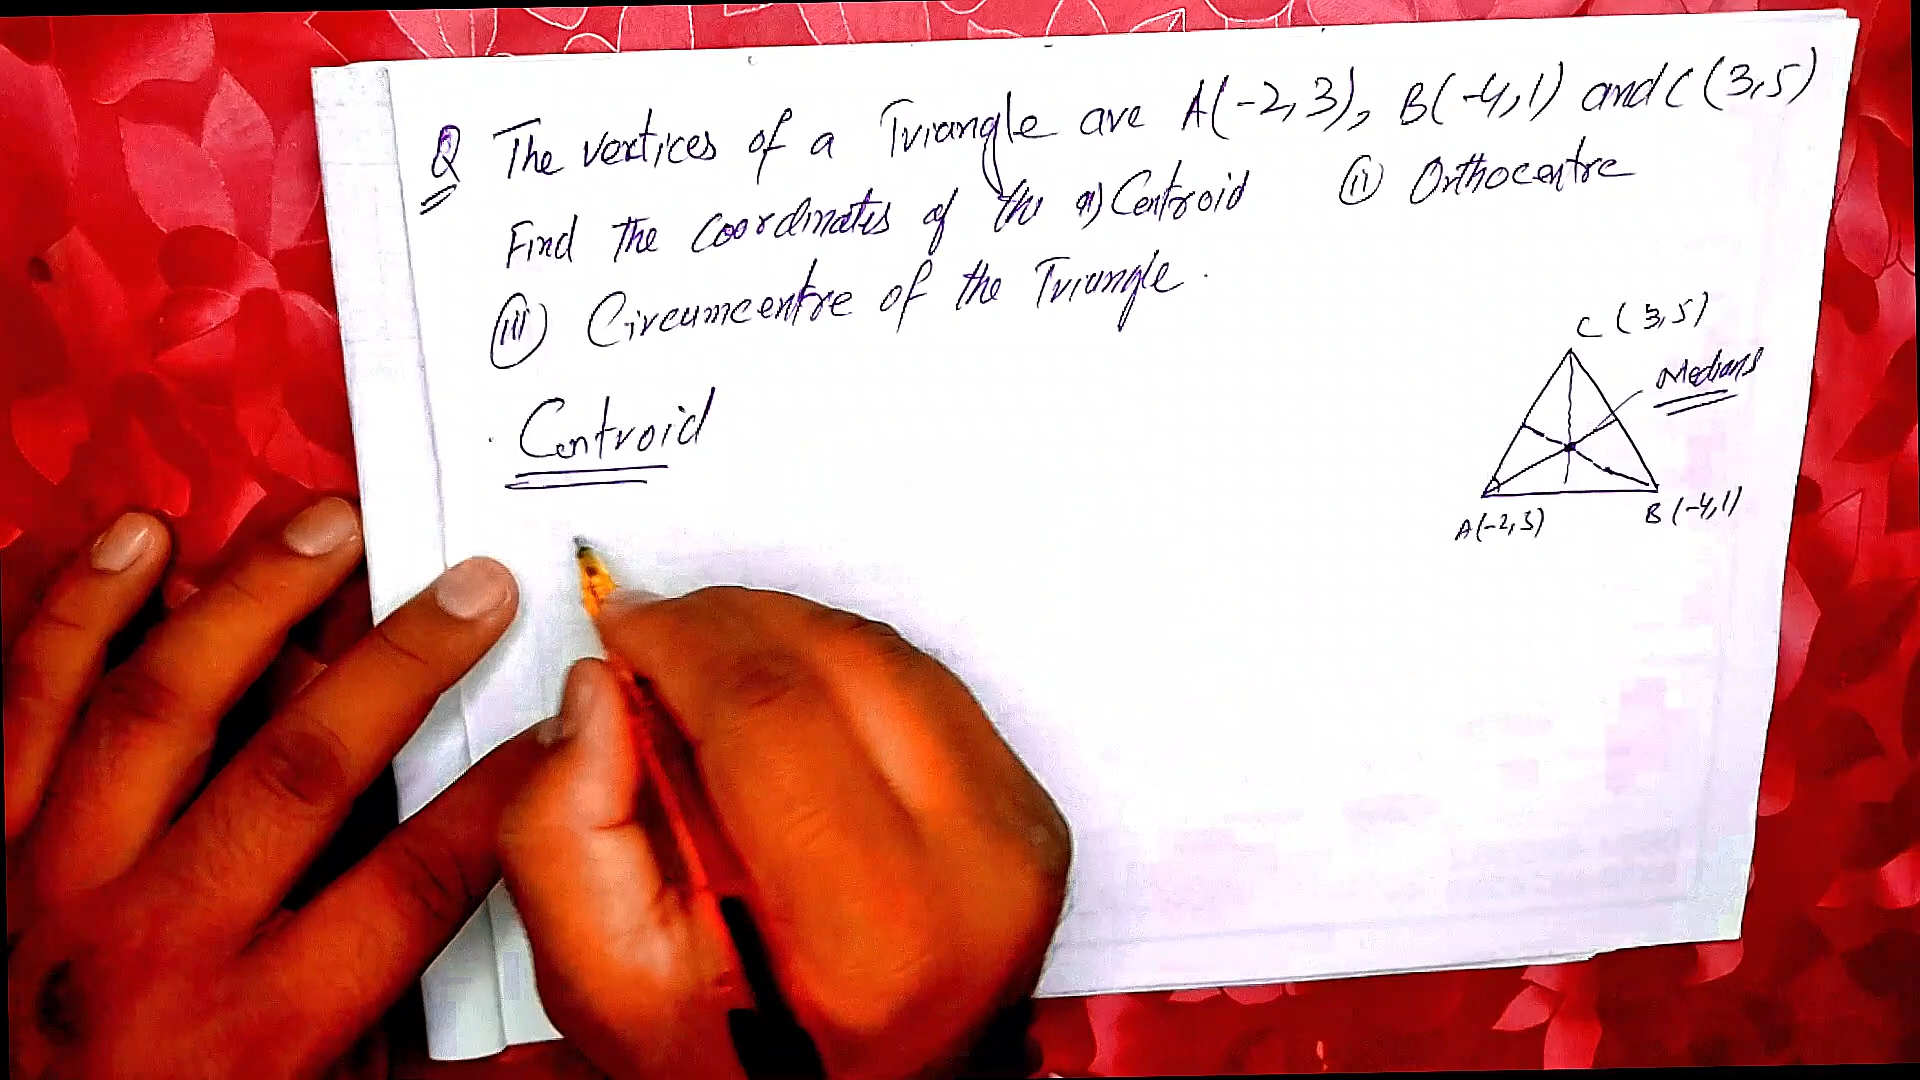 Q The vertices of a Triangle are A(-2,3), B(-4,1) and C (3,5)
Find the coordinates of the a) Centroid (ii) Orthocentre
(iii) Circumcentre of the Triangle.
C (3,5)
Medians
Centroid
A(-2,3)
B (-4,1)